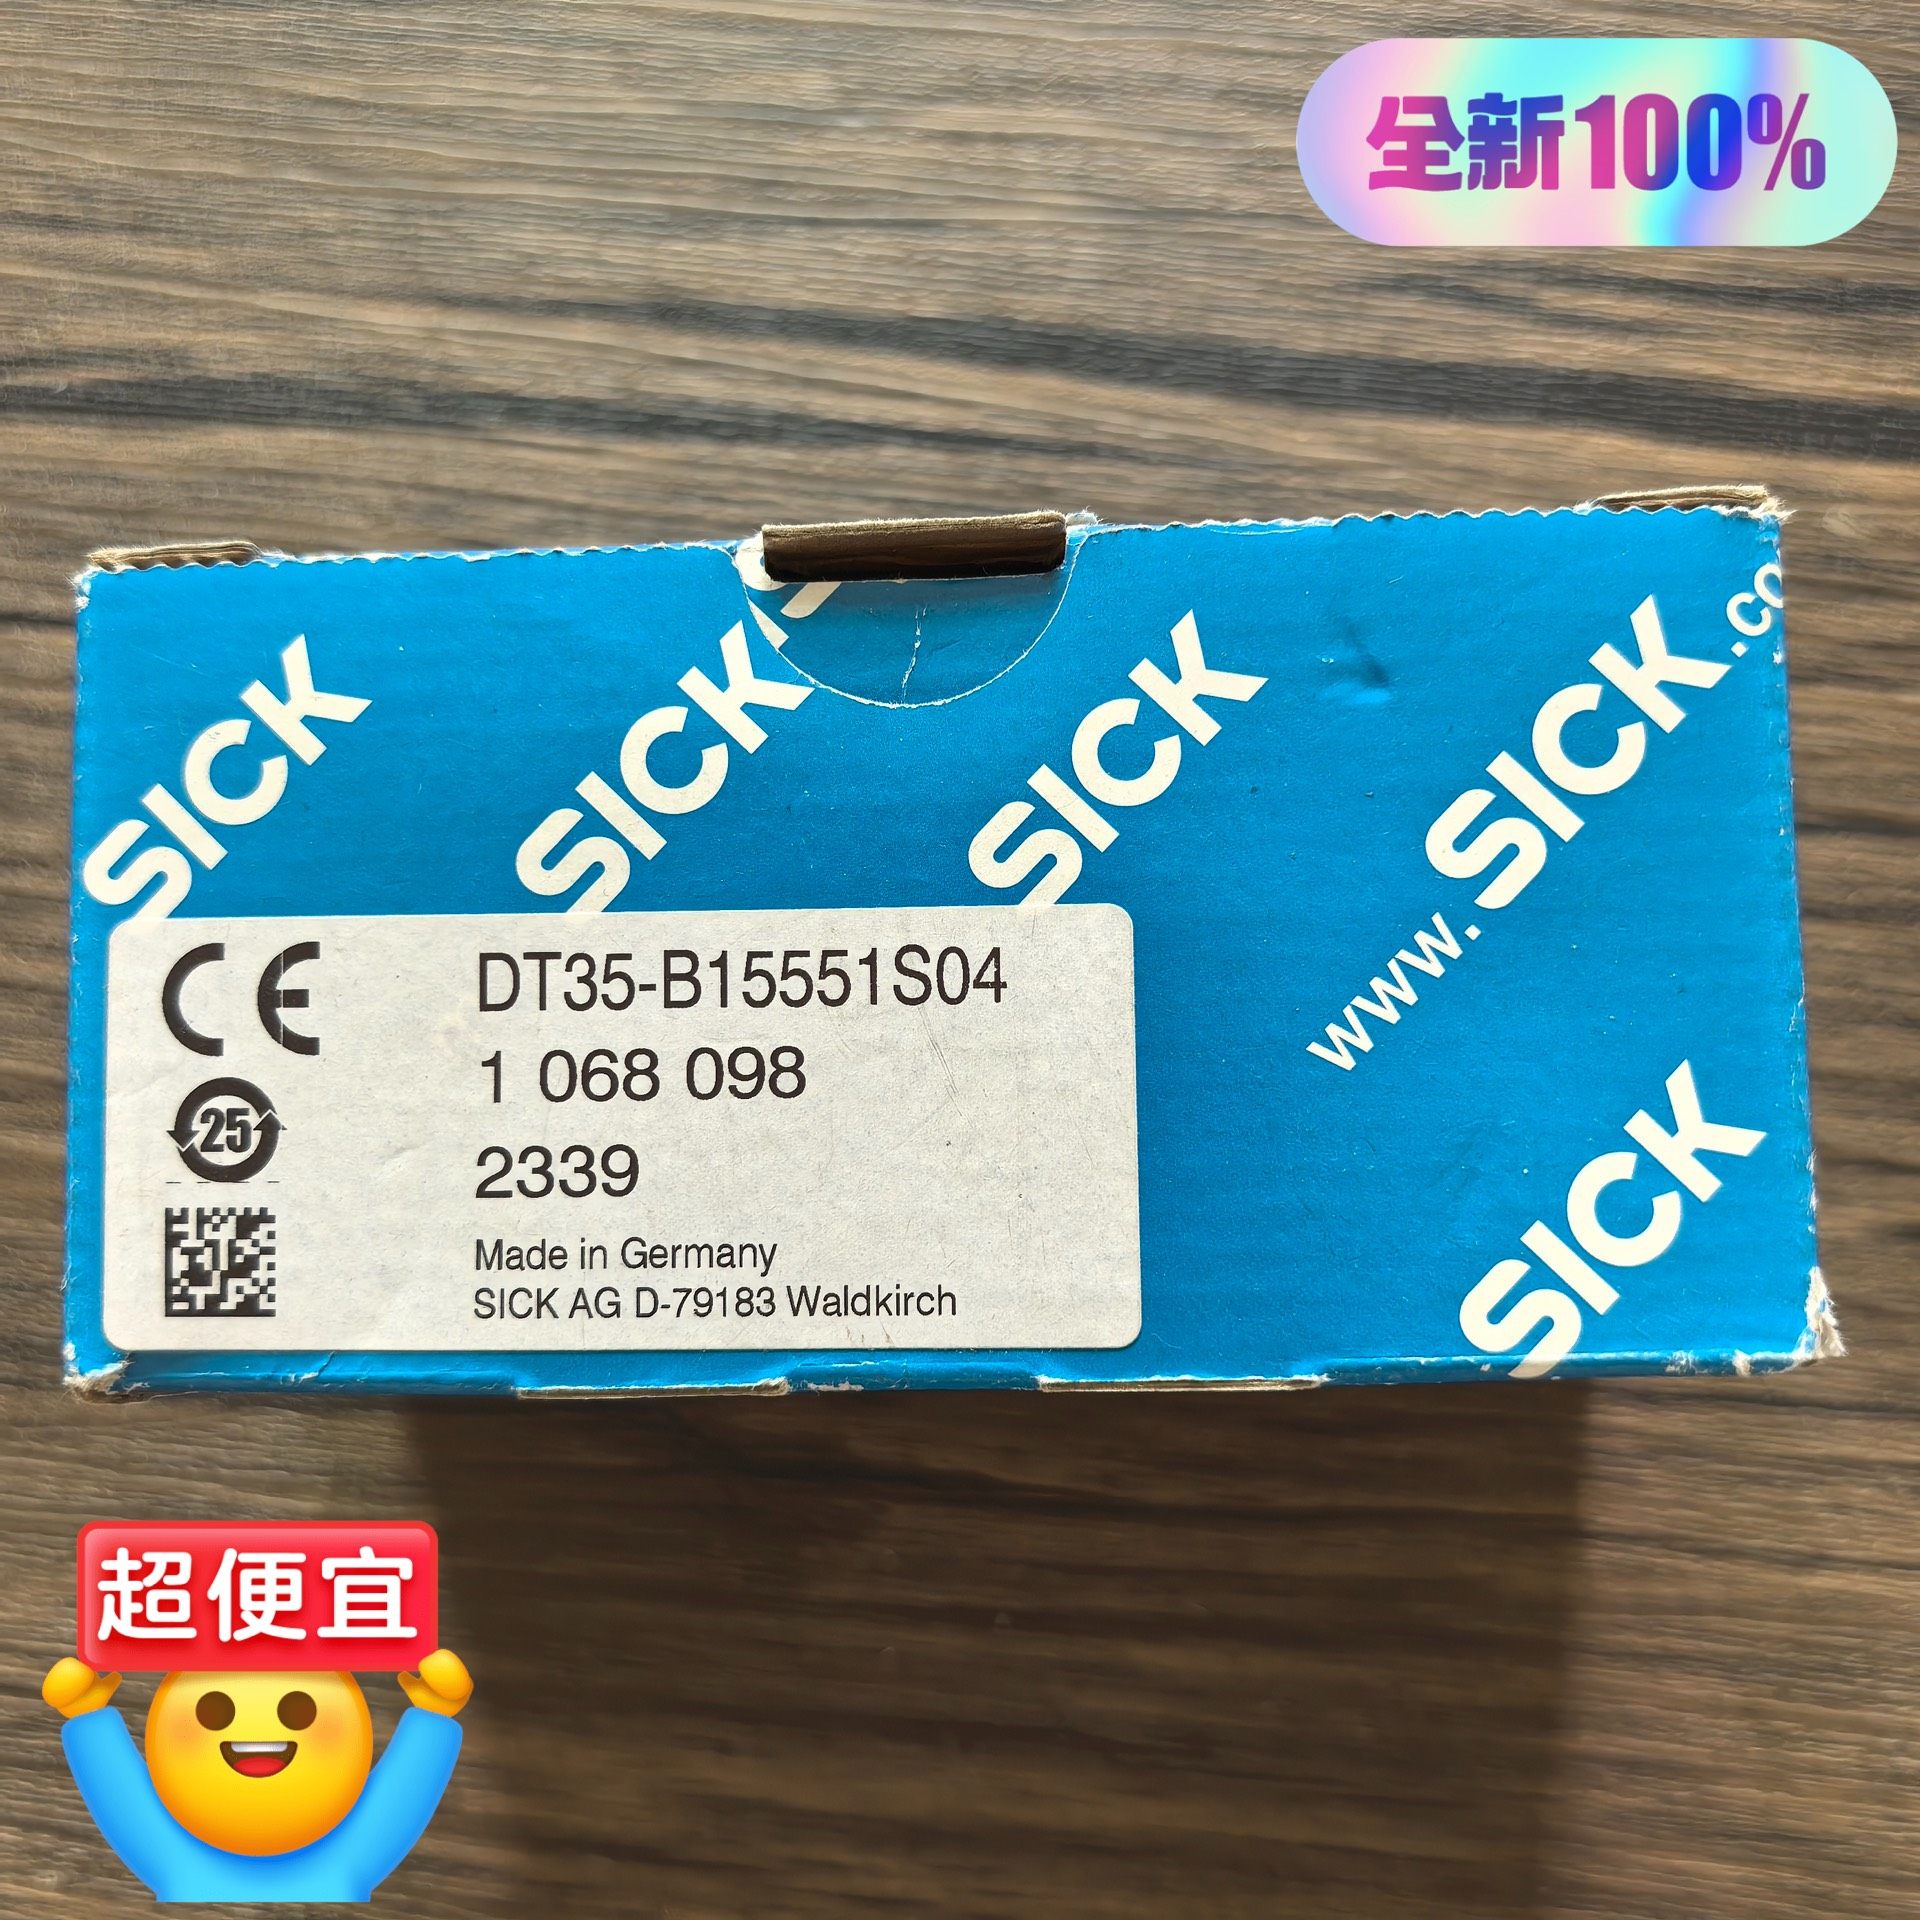 全新100%
SICK
SICK
SICK
www.SICK.co
SICK
CE
DT35-B15551S04
1 068 098
25
2339
Made in Germany
SICK AG D-79183 Waldkirch
超便宜